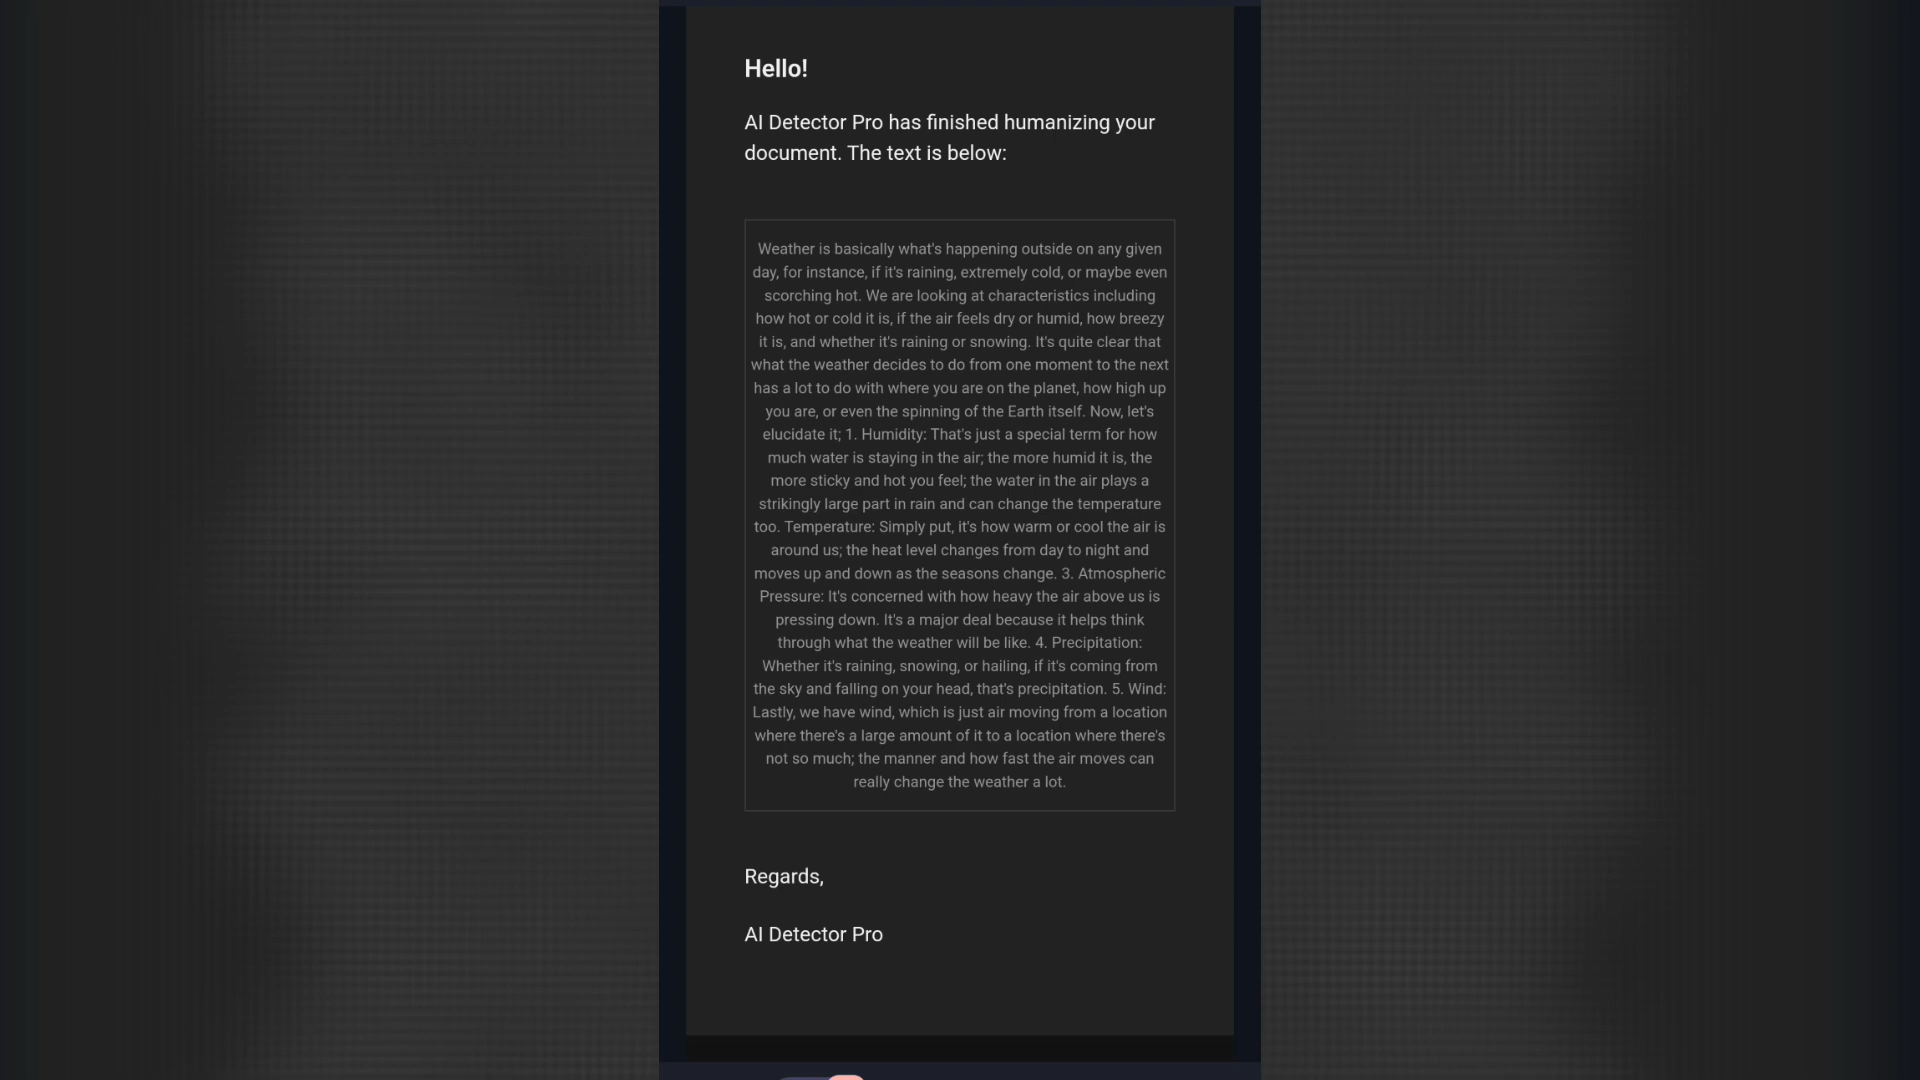 Hello!
AI Detector Pro has finished humanizing your
document. The text is below:
Weather is basically what's happening outside on any given
day, for instance, if it's raining, extremely cold, or maybe even
scorching hot. We are looking at characteristics including
how hot or cold it is, if the air feels dry or humid, how breezy
it is, and whether it's raining or snowing. It's quite clear that
what the weather decides to do from one moment to the next
has a lot to do with where you are on the planet, how high up
you are, or even the spinning of the Earth itself. Now, let's
elucidate it; 1. Humidity: That's just a special term for how
much water is staying in the air; the more humid it is, the
more sticky and hot you feel; the water in the air plays a
strikingly large part in rain and can change the temperature
too. Temperature: Simply put, it's how warm or cool the air is
around us; the heat level changes from day to night and
moves up and down as the seasons change. 3. Atmospheric
Pressure: It's concerned with how heavy the air above us is
pressing down. It's a major deal because it helps think
through what the weather will be like. 4. Precipitation:
Whether it's raining, snowing, or hailing, if it's coming from
the sky and falling on your head, that's precipitation. 5. Wind:
Lastly, we have wind, which is just air moving from a location
where there's a large amount of it to a location where there's
not so much; the manner and how fast the air moves can
really change the weather a lot.
Regards,
AI Detector Pro